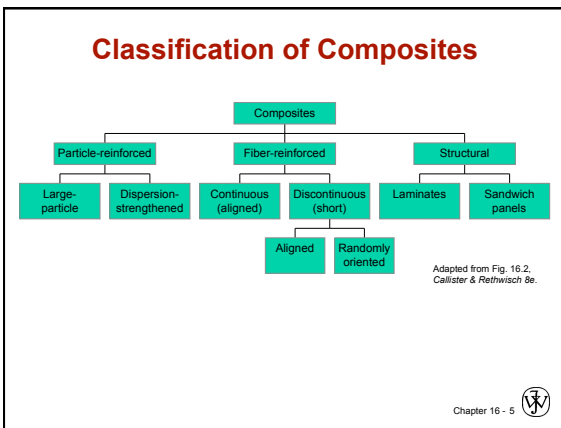 Classification of Composites
Composites
Particle-reinforced
Fiber-reinforced
Structural
Large-
particle
Dispersion-
strengthened
Continuous
(aligned)
Discontinuous
(short)
Laminates
Sandwich
panels
Aligned
Randomly
oriented
Adapted from Fig. 16.2,
Callister & Rethwisch 8e.
Chapter 16 - 5